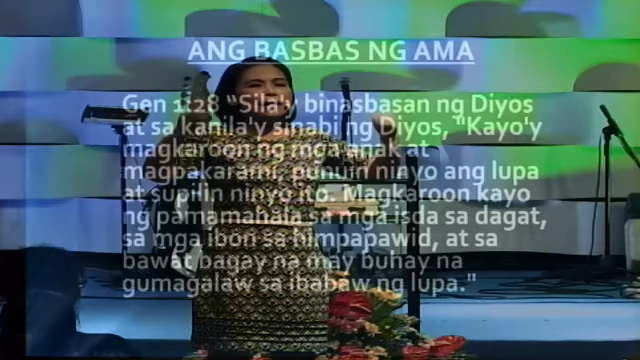 ANG BASBAS NG AMA
Gen 1:28 “Sila'y binasbasan ng Diyos
at sa kanila'y sinabi ng Diyos, "Kayo'y
magkaroon ng mga anak at
magpakarami, punuin ninyo ang lupa
at supilin ninyo ito. Magkaroon kayo
ng pamamahala sa mga isda sa dagat,
sa mga ibon sa himpapawid, at sa
bawat bagay na may buhay na
gumagalaw sa ibabaw ng lupa."